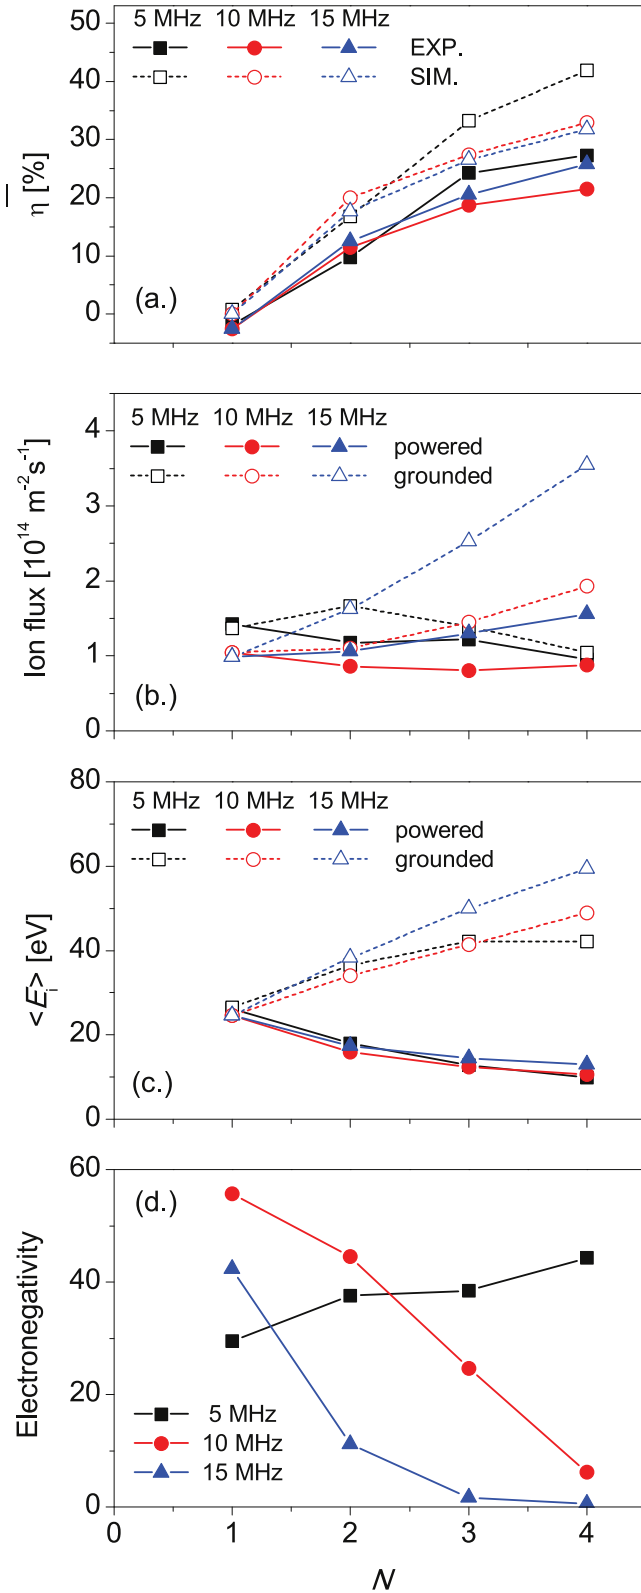 5 MHz 10 MHz 15 MHz
EXP.
SIM.
50
40
30
20
10
0
η [%]
(a.)
5 MHz 10 MHz 15 MHz
powered
grounded
4
3
2
1
0
Ion flux [10¹⁴ m⁻²s⁻¹]
(b.)
5 MHz 10 MHz 15 MHz
powered
grounded
80
60
40
20
0
<E_i> [eV]
(c.)
60
40
20
0
Electronegativity
(d.)
5 MHz
10 MHz
15 MHz
0 1 2 3 4
N